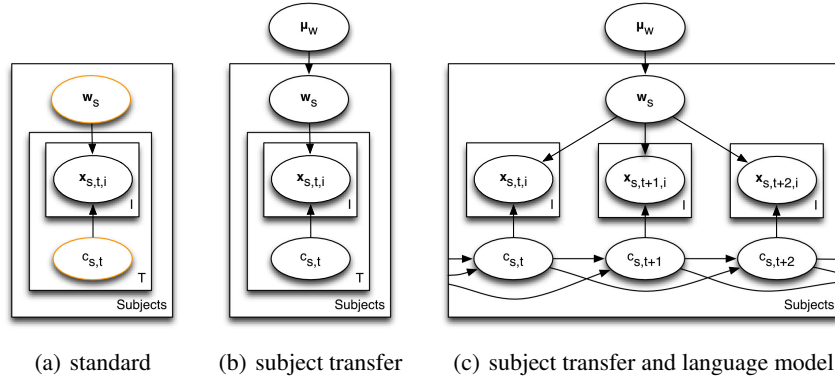 μw μw
ws ws ws
xs,t,i xs,t,i xs,t,i xs,t+1,i xs,t+2,i
I I I I I
cs,t cs,t cs,t cs,t+1 cs,t+2
T T
Subjects Subjects Subjects
(a) standard (b) subject transfer (c) subject transfer and language model